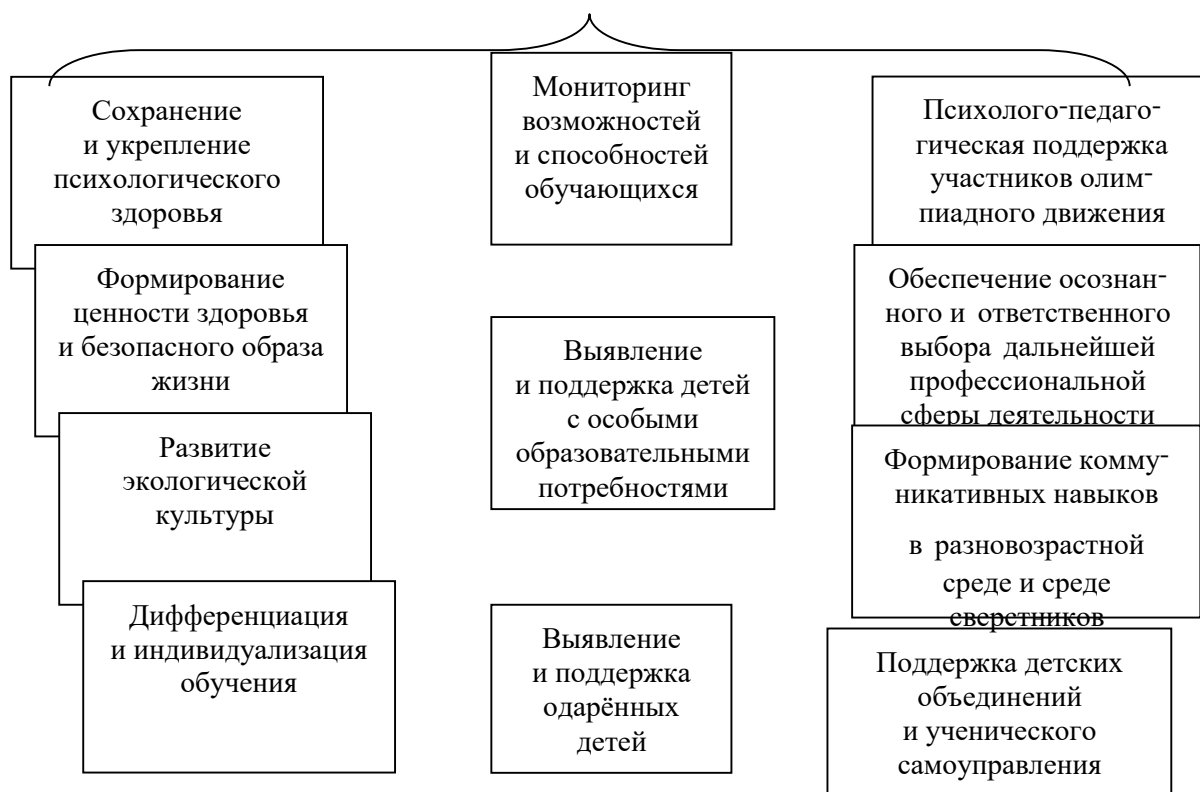 Сохранение
и укрепление
психологического
здоровья
Формирование
ценности здоровья
и безопасного образа
жизни
Развитие
экологической
культуры
Дифференциация
и индивидуализация
обучения
Мониторинг
возможностей
и способностей
обучающихся
Выявление
и поддержка детей
с особыми
образовательными
потребностями
Выявление
и поддержка
одарённых
детей
Психолого-педаго-
гическая поддержка
участников олим-
пиадного движения
Обеспечение осознан-
ного и ответственного
выбора дальнейшей
профессиональной
сферы деятельности
Формирование комму-
никативных навыков
в разновозрастной
среде и среде
сверстников
Поддержка детских
объединений
и ученического
самоуправления